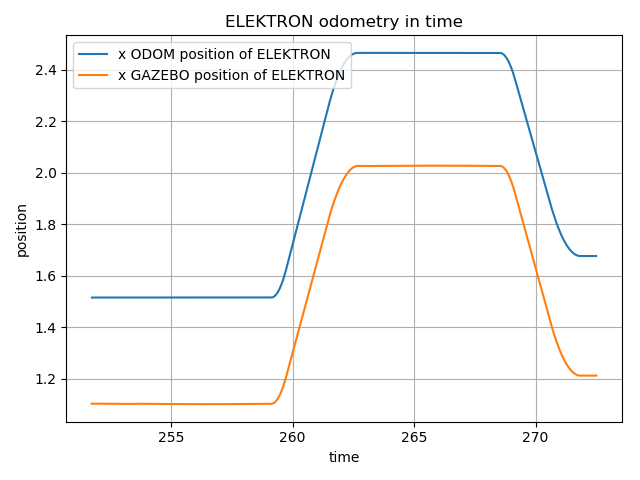 ELEKTRON odometry in time
x ODOM position of ELEKTRON
x GAZEBO position of ELEKTRON
2.4
2.2
2.0
1.8
1.6
1.4
1.2
position
255 260 265 270
time